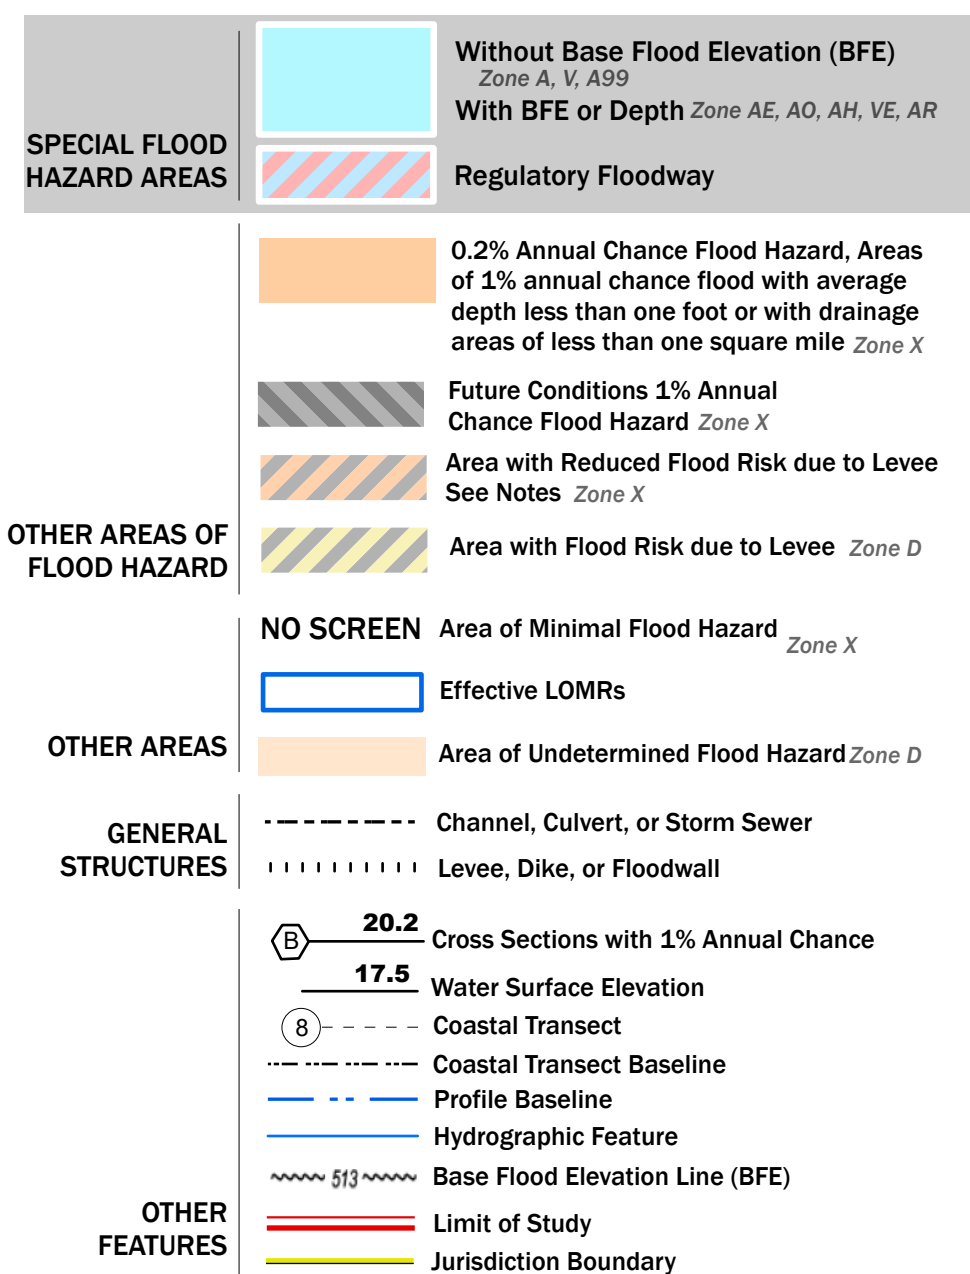 SPECIAL FLOOD
HAZARD AREAS
Without Base Flood Elevation (BFE)
Zone A, V, A99
With BFE or Depth Zone AE, AO, AH, VE, AR
Regulatory Floodway
OTHER AREAS OF
FLOOD HAZARD
0.2% Annual Chance Flood Hazard, Areas
of 1% annual chance flood with average
depth less than one foot or with drainage
areas of less than one square mile Zone X
Future Conditions 1% Annual
Chance Flood Hazard Zone X
Area with Reduced Flood Risk due to Levee
See Notes Zone X
Area with Flood Risk due to Levee Zone D
OTHER AREAS
NO SCREEN Area of Minimal Flood Hazard Zone X
Effective LOMRs
Area of Undetermined Flood Hazard Zone D
GENERAL
STRUCTURES
Channel, Culvert, or Storm Sewer
Levee, Dike, or Floodwall
OTHER
FEATURES
B 20.2 Cross Sections with 1% Annual Chance
17.5 Water Surface Elevation
8 Coastal Transect
Coastal Transect Baseline
Profile Baseline
Hydrographic Feature
513 Base Flood Elevation Line (BFE)
Limit of Study
Jurisdiction Boundary